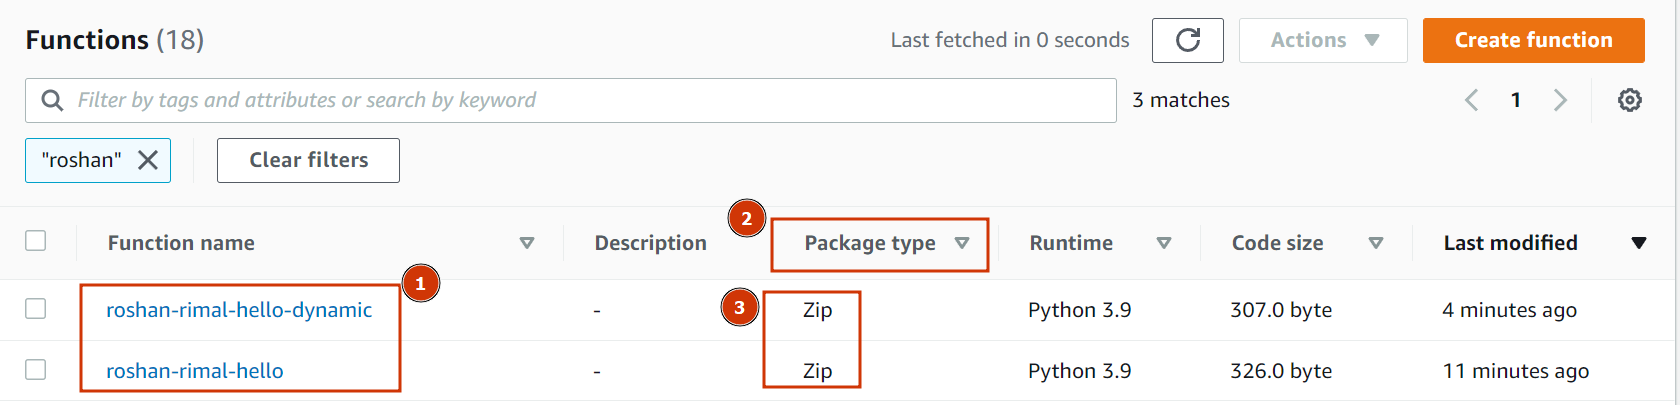 Functions (18) Last fetched in 0 seconds Actions Create function
Filter by tags and attributes or search by keyword 3 matches 1
"roshan" Clear filters
2
Function name Description Package type Runtime Code size Last modified
1
roshan-rimal-hello-dynamic - 3 Zip Python 3.9 307.0 byte 4 minutes ago
roshan-rimal-hello - Zip Python 3.9 326.0 byte 11 minutes ago